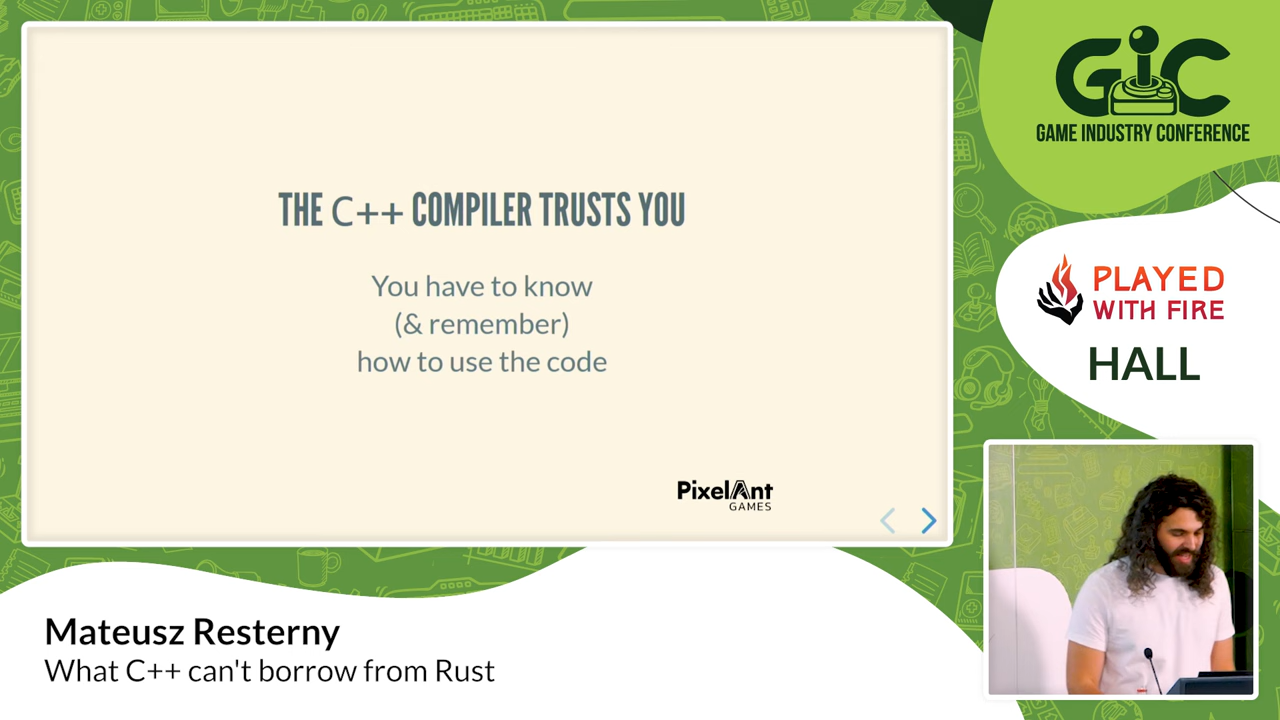 THE C++ COMPILER TRUSTS YOU
You have to know
(& remember)
how to use the code
PixelAnt
GAMES
GIC
GAME INDUSTRY CONFERENCE
PLAYED
WITH FIRE
HALL
Mateusz Resterny
What C++ can't borrow from Rust